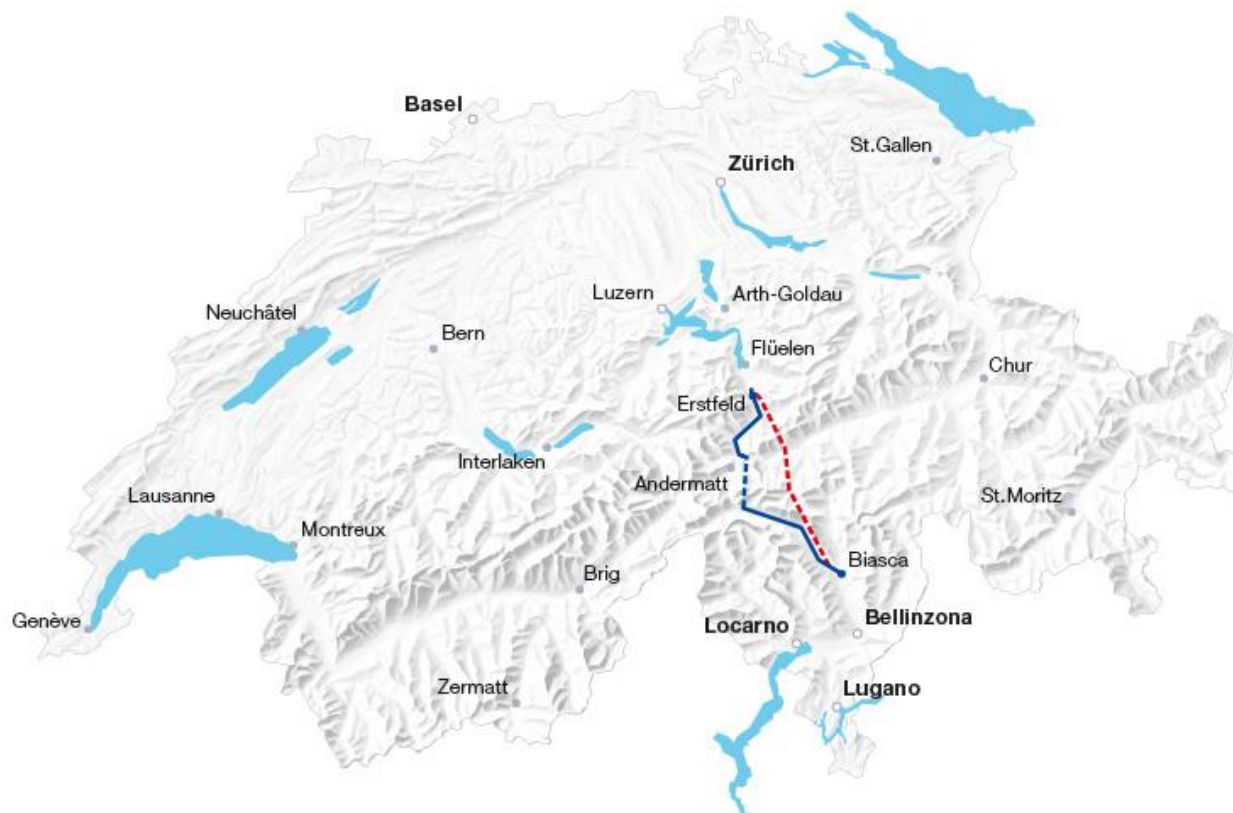 Basel
St.Gallen
Zürich
Luzern
Arth-Goldau
Neuchâtel
Bern
Flüelen
Chur
Erstfeld
Interlaken
Andermatt
Lausanne
St.Moritz
Montreux
Biasca
Brig
Genève
Locarno
Bellinzona
Zermatt
Lugano